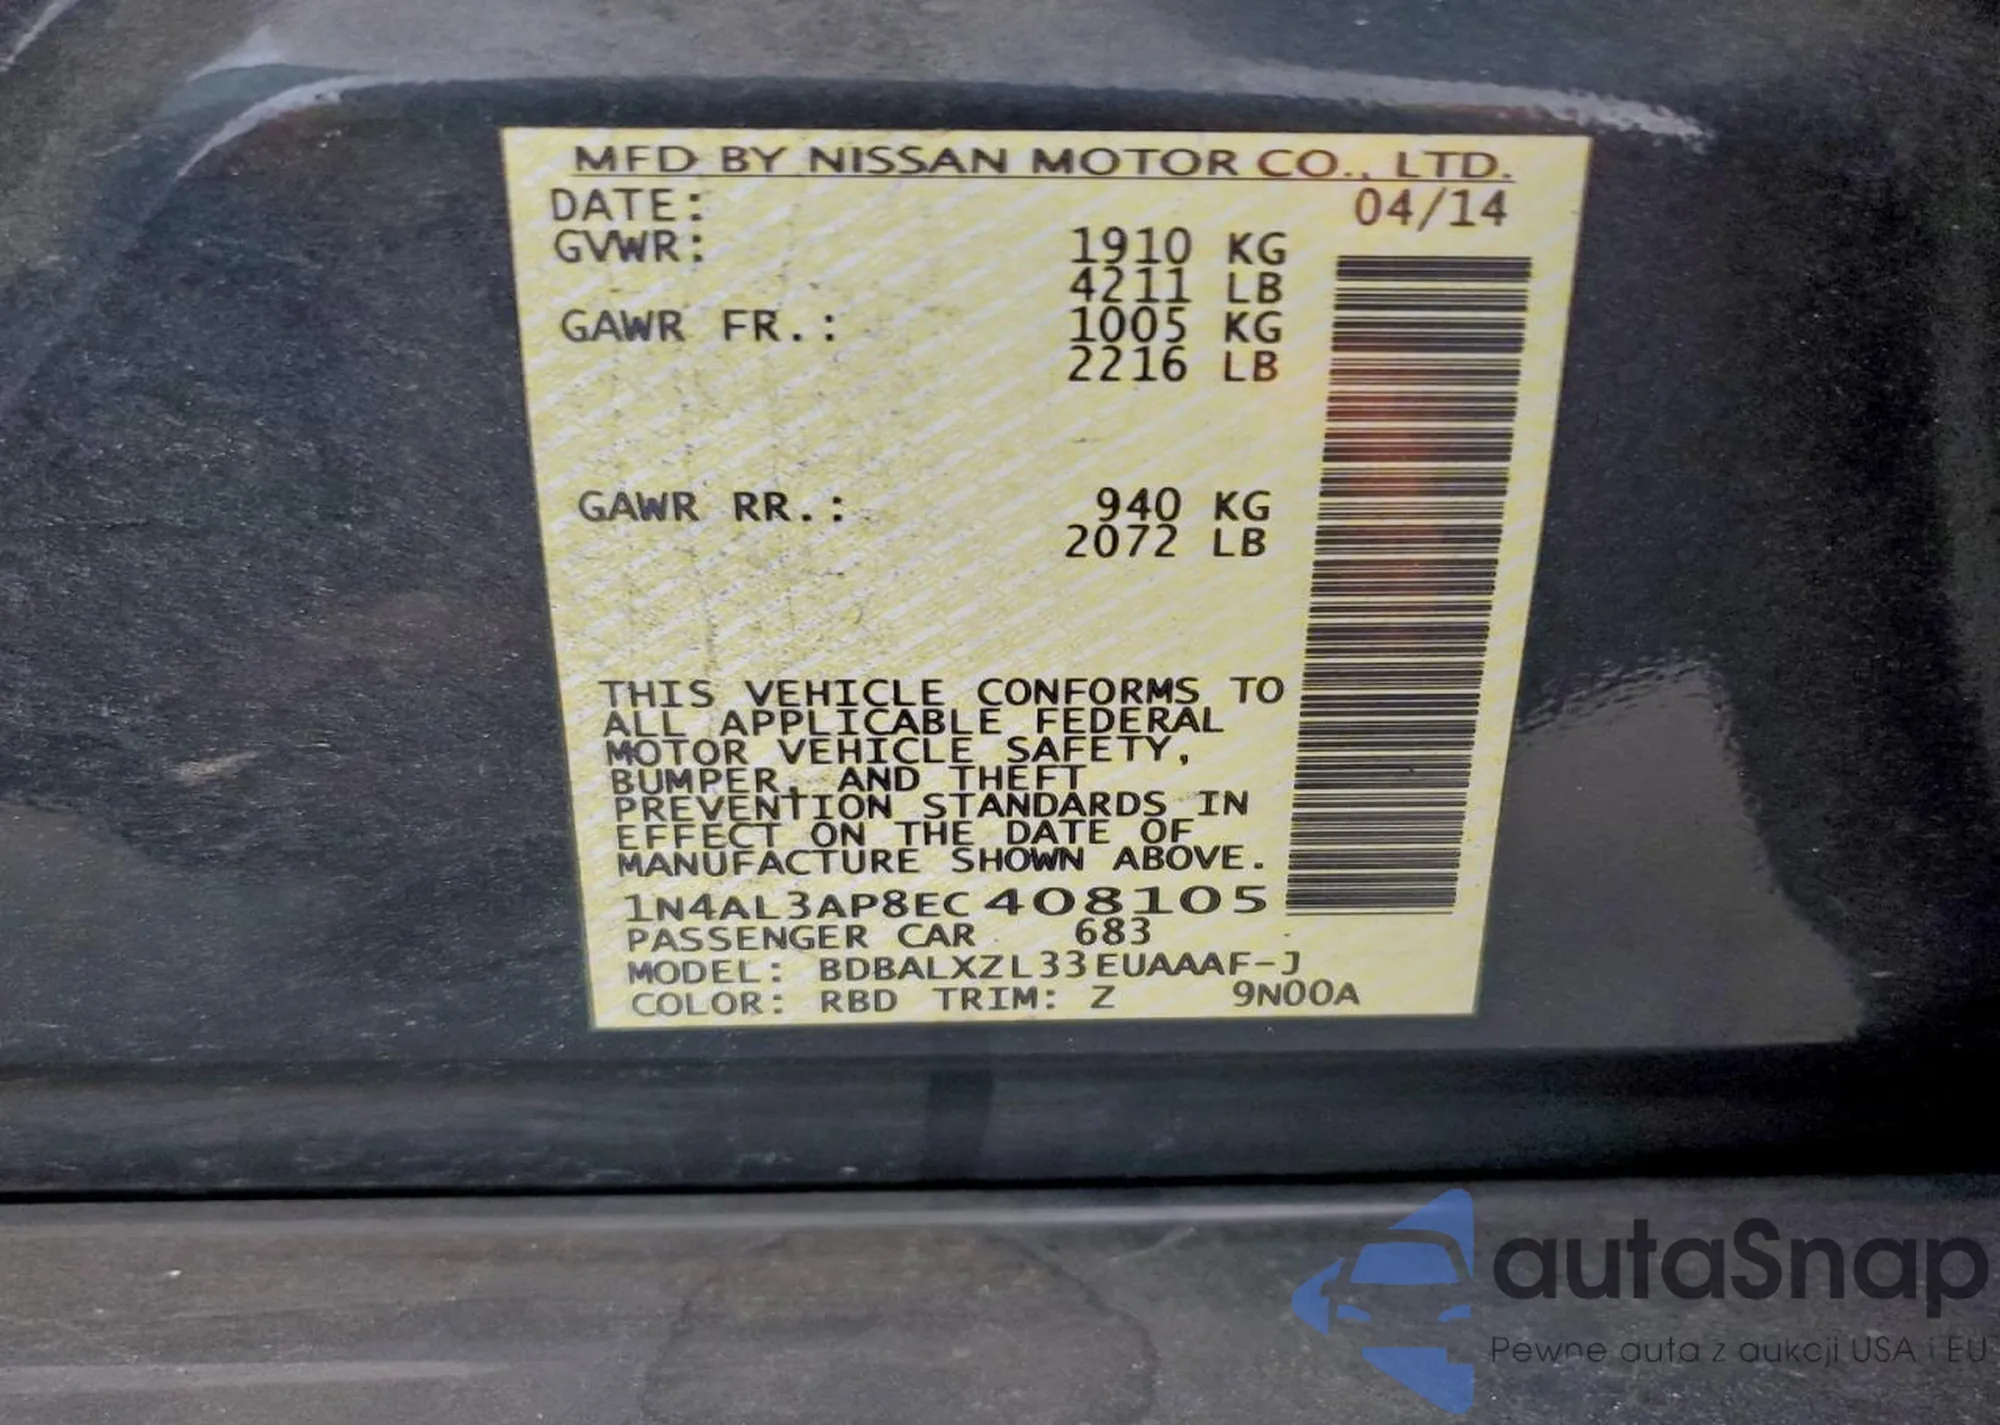 MFD BY NISSAN MOTOR CO., LTD.
DATE: 04/14
GVWR: 1910 KG
4211 LB
GAWR FR.: 1005 KG
2216 LB
GAWR RR.: 940 KG
2072 LB
THIS VEHICLE CONFORMS TO
ALL APPLICABLE FEDERAL
MOTOR VEHICLE SAFETY,
BUMPER, AND THEFT
PREVENTION STANDARDS IN
EFFECT ON THE DATE OF
MANUFACTURE SHOWN ABOVE.
1N4AL3AP8EC408105
PASSENGER CAR 683
MODEL: BDBALXZL33EUAAAF-J
COLOR: RBD TRIM: Z 9N00A
autaSnap
Pewne auta z aukcji USA i EU